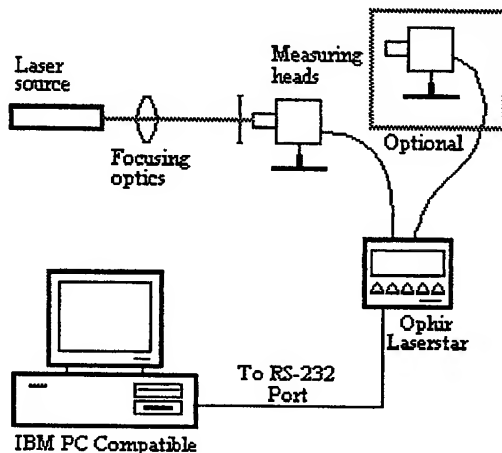 Laser
source
Focusing
optics
Measuring
heads
Optional
Ophir
Laserstar
To RS-232
Port
IBM PC Compatible